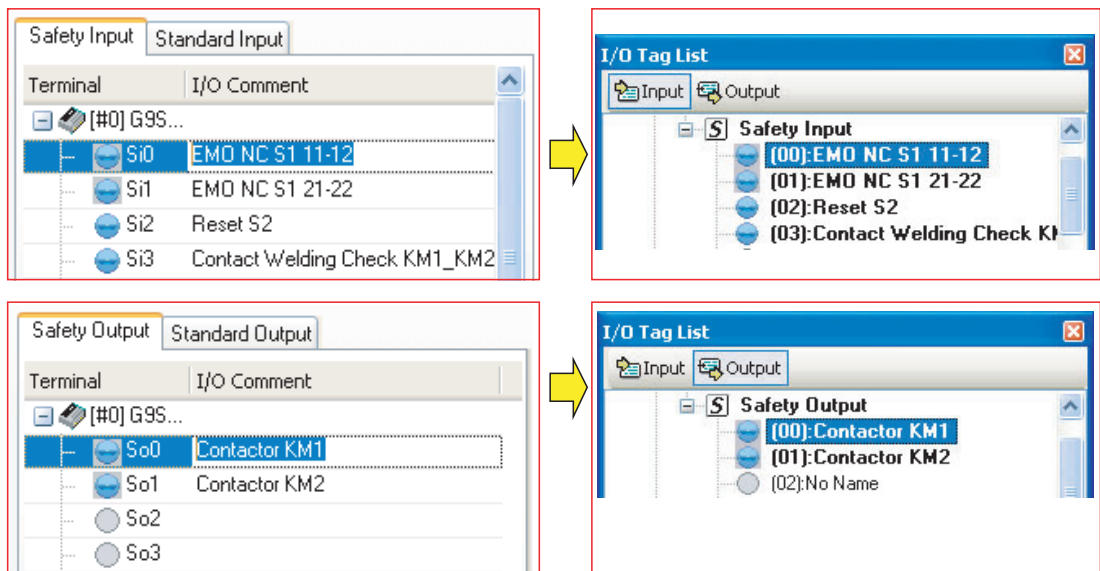 Safety Input Standard Input
Terminal I/O Comment
[#0] G9S...
Si0 EMO NC S1 11-12
Si1 EMO NC S1 21-22
Si2 Reset S2
Si3 Contact Welding Check KM1_KM2
I/O Tag List
Input Output
S Safety Input
(00):EMO NC S1 11-12
(01):EMO NC S1 21-22
(02):Reset S2
(03):Contact Welding Check
Safety Output Standard Output
Terminal I/O Comment
[#0] G9S...
So0 Contactor KM1
So1 Contactor KM2
So2
So3
I/O Tag List
Input Output
S Safety Output
(00):Contactor KM1
(01):Contactor KM2
(02):No Name